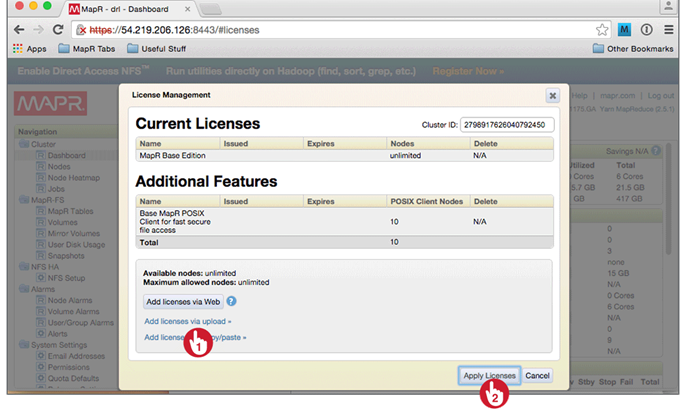 MapR - drl - Dashboard
https://54.219.206.126:8443/#licenses
Apps MapR Tabs Useful Stuff Other Bookmarks
Enable Direct Access NFS™ Run utilities directly on Hadoop (find, sort, grep, etc.) Register Now »
MAPR
Help | mapr.com | Log out
Yarn MapReduce (2.5.1)
License Management
Current Licenses
Cluster ID: 2798917626040792450
Name Issued Expires Nodes Delete
MapR Base Edition unlimited N/A
Additional Features
Name Issued Expires POSIX Client Nodes Delete
Base MapR POSIX
Client for fast secure
file access
10 N/A
Total 10
Available nodes: unlimited
Maximum allowed nodes: unlimited
Add licenses via Web ?
Add licenses via upload »
Add licenses /paste »
1
Apply Licenses Cancel
2
Navigation
Cluster
Dashboard
Nodes
Node Heatmap
Jobs
MapR-FS
MapR Tables
Volumes
Mirror Volumes
User Disk Usage
Snapshots
NFS HA
NFS Setup
Alarms
Node Alarms
Volume Alarms
User/Group Alarms
Alerts
System Settings
Email Addresses
Permissions
Quota Defaults
Savings N/A ?
Utilized Total
0 Cores 6 Cores
5.7 GB 21.5 GB
GB 417 GB
0
0
3
none
15 GB
N/A
0 Cores
6 Cores
N/A
0
9
N/A
Stby Stop Fail Total